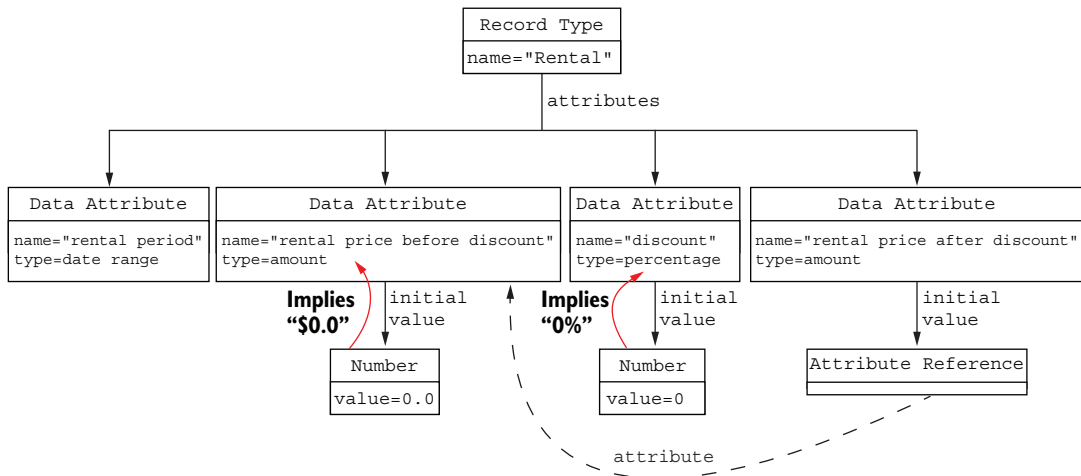 Record Type
name="Rental"
attributes
Data Attribute
name="rental period"
type=date range
Data Attribute
name="rental price before discount"
type=amount
Data Attribute
name="discount"
type=percentage
Data Attribute
name="rental price after discount"
type=amount
Implies
“$0.0”
initial
value
Implies
“0%”
initial
value
initial
value
Number
value=0.0
Number
value=0
Attribute Reference
attribute